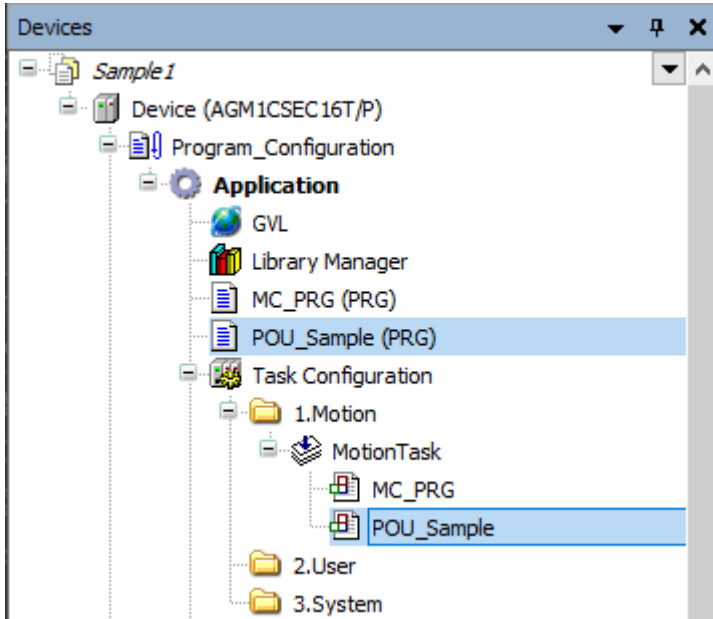 Devices
Sample1
Device (AGM1CSEC16T/P)
Program_Configuration
Application
GVL
Library Manager
MC_PRG (PRG)
POU_Sample (PRG)
Task Configuration
1.Motion
MotionTask
MC_PRG
POU_Sample
2.User
3.System